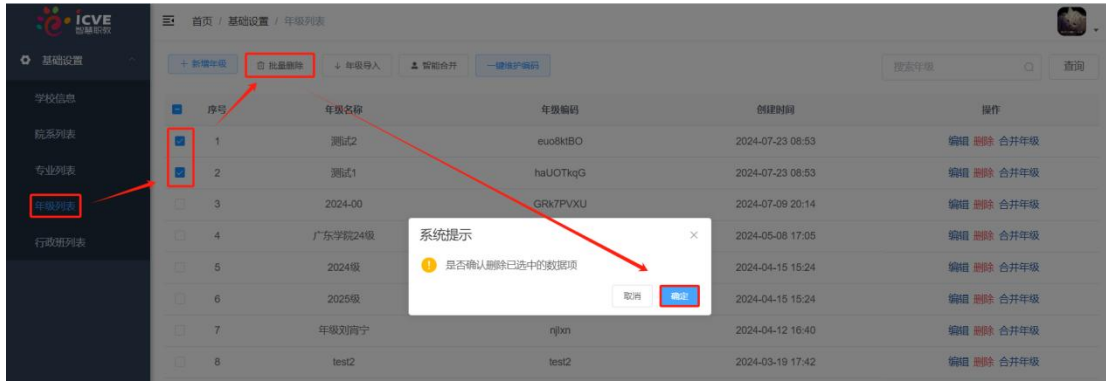 icve
智慧职教
首页 / 基础设置 / 年级列表
基础设置
学校信息
院系列表
专业列表
年级列表
行政班列表
+ 新增年级 批量删除 年级导入 智能合并 一键维护编码 搜索年级 查询
序号 年级名称 年级编码 创建时间 操作
1 测试2 euo8ktBO 2024-07-23 08:53 编辑 删除 合并年级
2 测试1 haUOTkqG 2024-07-23 08:53 编辑 删除 合并年级
3 2024-00 GRk7PVXU 2024-07-09 20:14 编辑 删除 合并年级
4 广东学院24级 2024-05-08 17:05 编辑 删除 合并年级
5 2024级 2024-04-15 15:24 编辑 删除 合并年级
6 2025级 2024-04-15 15:24 编辑 删除 合并年级
7 njlxn 2024-04-12 16:40 编辑 删除 合并年级
8 test2 test2 2024-03-19 17:42 编辑 删除 合并年级
系统提示
是否确认删除已选中的数据项
取消 确定